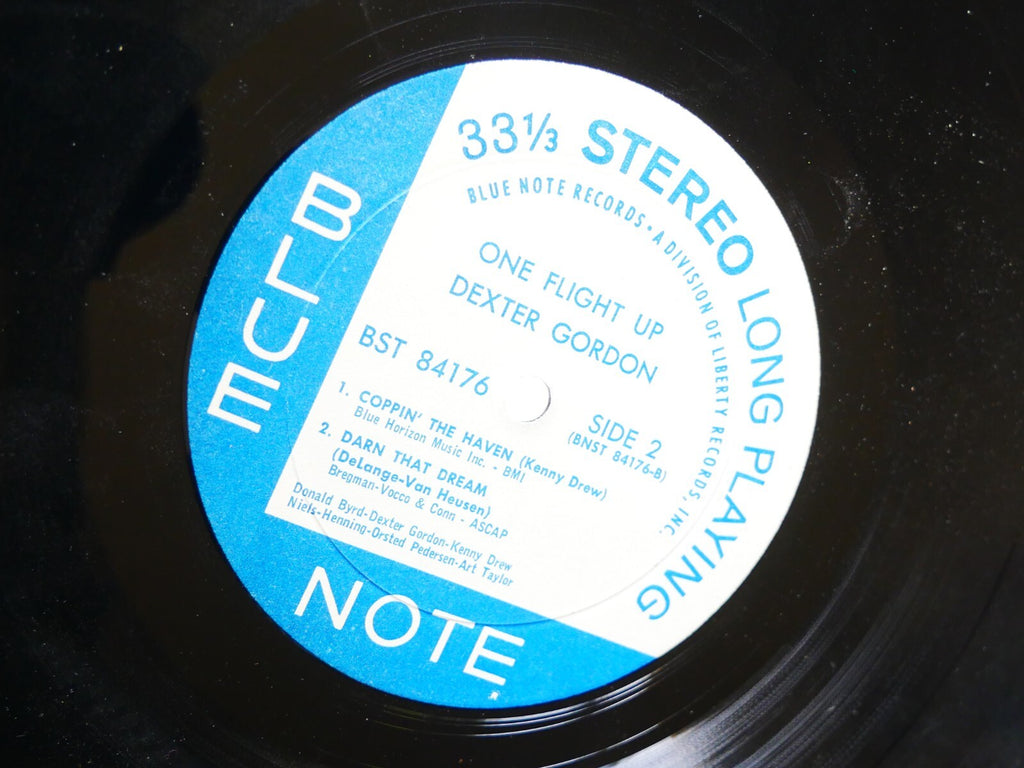 33⅓ STEREO LONG PLAYING
BLUE NOTE RECORDS • A DIVISION OF LIBERTY RECORDS, INC.
ONE FLIGHT UP
DEXTER GORDON
BST 84176
SIDE 2
(BNST 84176-B)
1. COPPIN' THE HAVEN (Kenny Drew)
Blue Horizon Music Inc. - BMI
2. DARN THAT DREAM
(DeLange-Van Heusen)
Bregman-Vocco & Conn - ASCAP
Donald Byrd-Dexter Gordon-Kenny Drew
Niels-Henning-Orsted Pedersen-Art Taylor
BLUE
NOTE